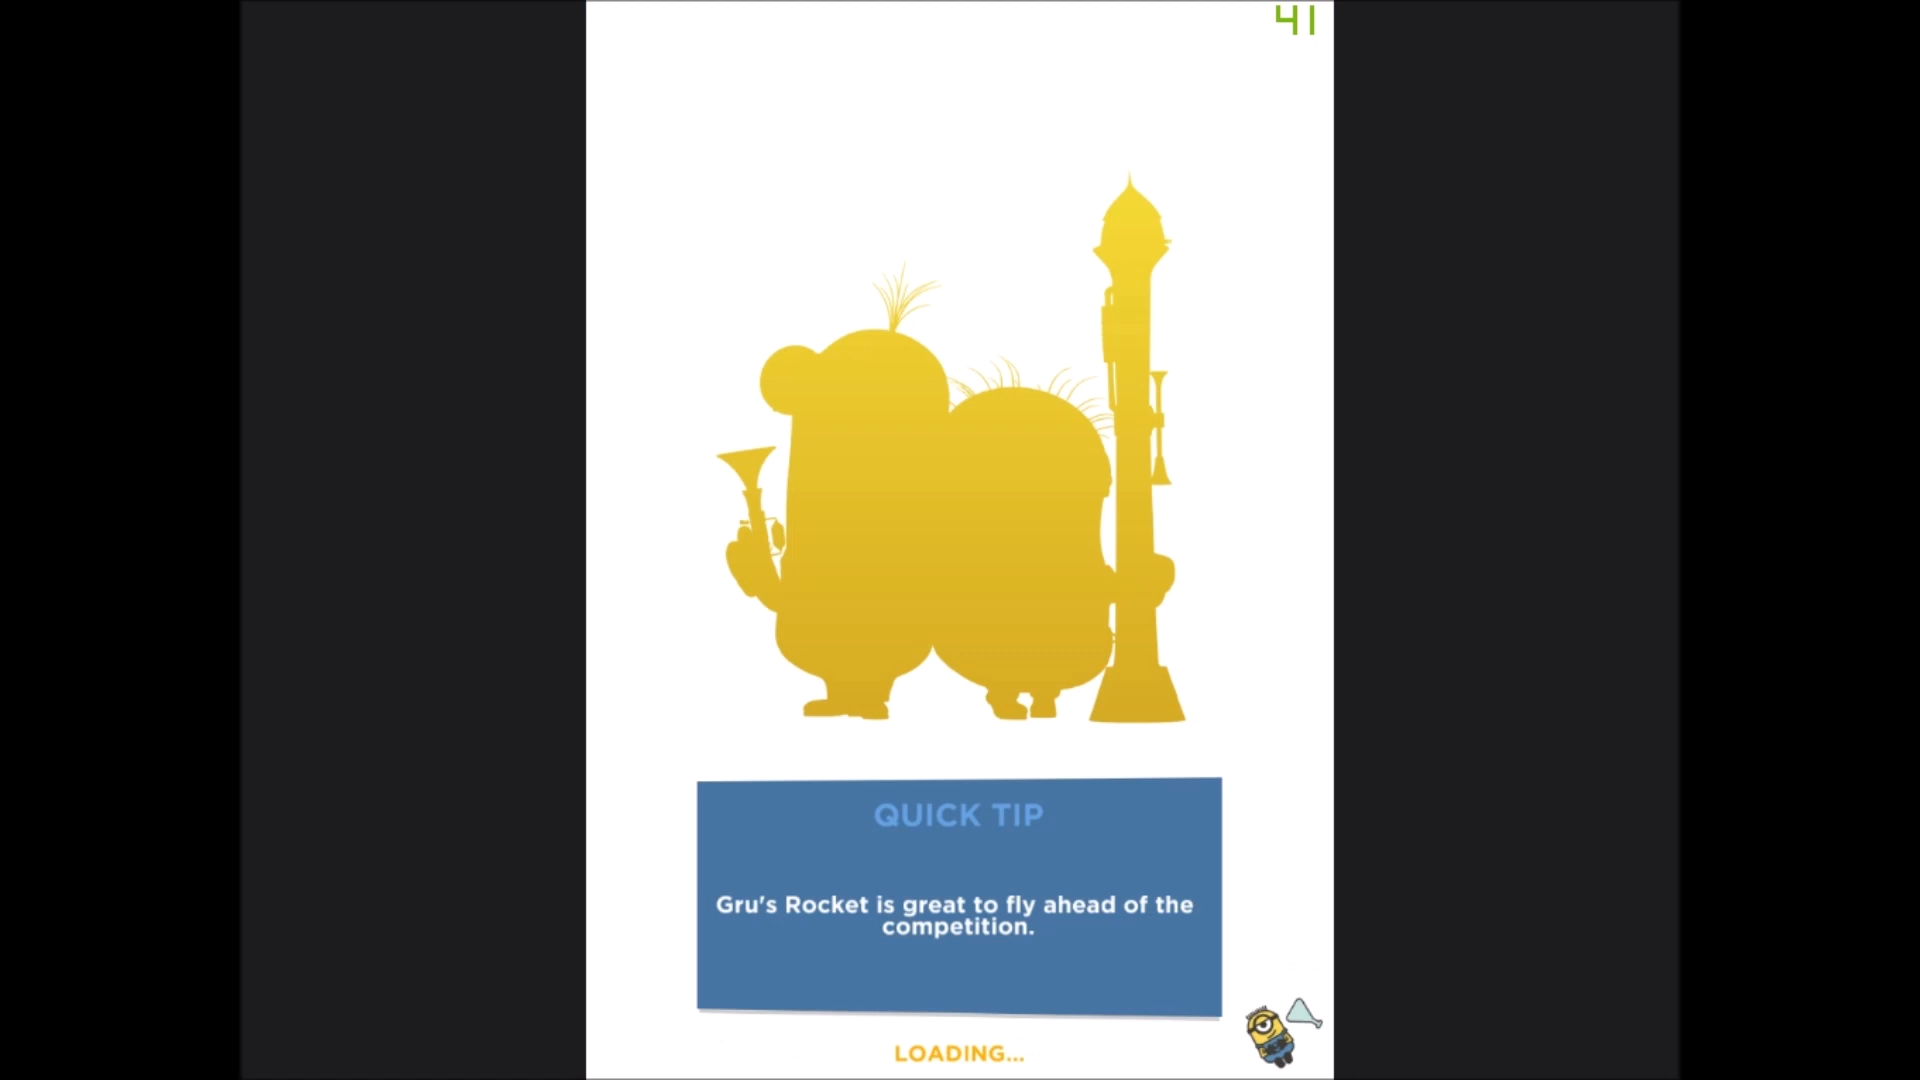 41
QUICK TIP
Gru's Rocket is great to fly ahead of the
competition.
LOADING...